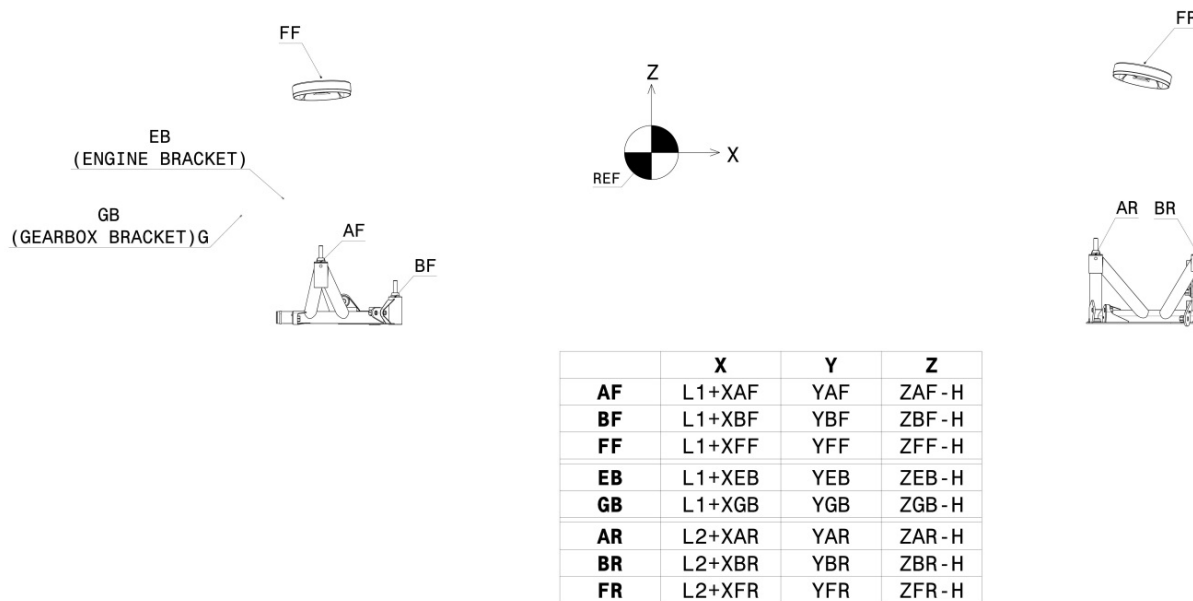 FF
FR
Z
EB
(ENGINE BRACKET)
X
REF
GB
(GEARBOX BRACKET)G
AF
BF
AR BR
X Y Z
AF L1+XAF YAF ZAF-H
BF L1+XBF YBF ZBF-H
FF L1+XFF YFF ZFF-H
EB L1+XEB YEB ZEB-H
GB L1+XGB YGB ZGB-H
AR L2+XAR YAR ZAR-H
BR L2+XBR YBR ZBR-H
FR L2+XFR YFR ZFR-H